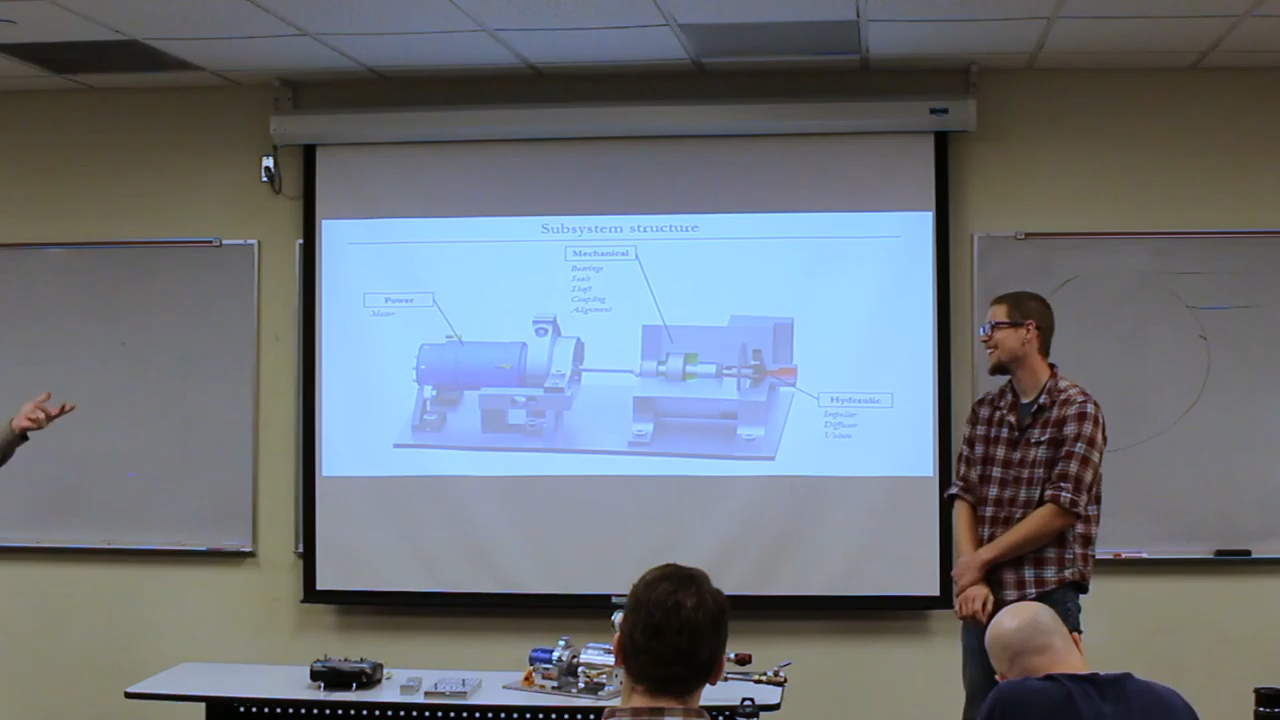 Subsystem structure
Mechanical
Bearings
Seals
Shaft
Coupling
Alignment
Power
Motor
Hydraulic
Impeller
Diffuser
Volute